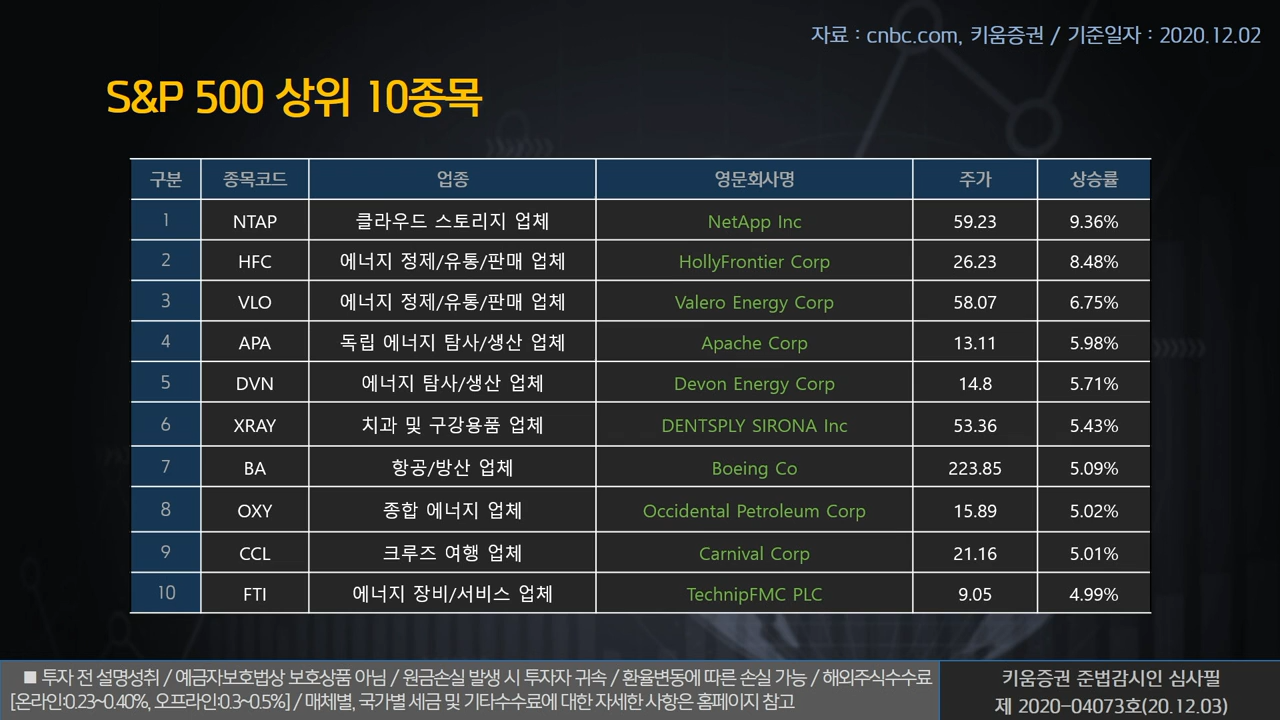 자료 : cnbc.com, 키움증권 / 기준일자 : 2020.12.02
S&P 500 상위 10종목
구분 종목코드 업종 영문회사명 주가 상승률
1 NTAP 클라우드 스토리지 업체 NetApp Inc 59.23 9.36%
2 HFC 에너지 정제/유통/판매 업체 HollyFrontier Corp 26.23 8.48%
3 VLO 에너지 정제/유통/판매 업체 Valero Energy Corp 58.07 6.75%
4 APA 독립 에너지 탐사/생산 업체 Apache Corp 13.11 5.98%
5 DVN 에너지 탐사/생산 업체 Devon Energy Corp 14.8 5.71%
6 XRAY 치과 및 구강용품 업체 DENTSPLY SIRONA Inc 53.36 5.43%
7 BA 항공/방산 업체 Boeing Co 223.85 5.09%
8 OXY 종합 에너지 업체 Occidental Petroleum Corp 15.89 5.02%
9 CCL 크루즈 여행 업체 Carnival Corp 21.16 5.01%
10 FTI 에너지 장비/서비스 업체 TechnipFMC PLC 9.05 4.99%
■ 투자 전 설명청취 / 예금자보호법상 보호상품 아님 / 원금손실 발생 시 투자자 귀속 / 환율변동에 따른 손실 가능 / 해외주식수수료
[온라인:0.23~0.40%, 오프라인:0.3~0.5%] / 매체별, 국가별 세금 및 기타수수료에 대한 자세한 사항은 홈페이지 참고
키움증권 준법감시인 심사필
제 2020-04073호(20.12.03)